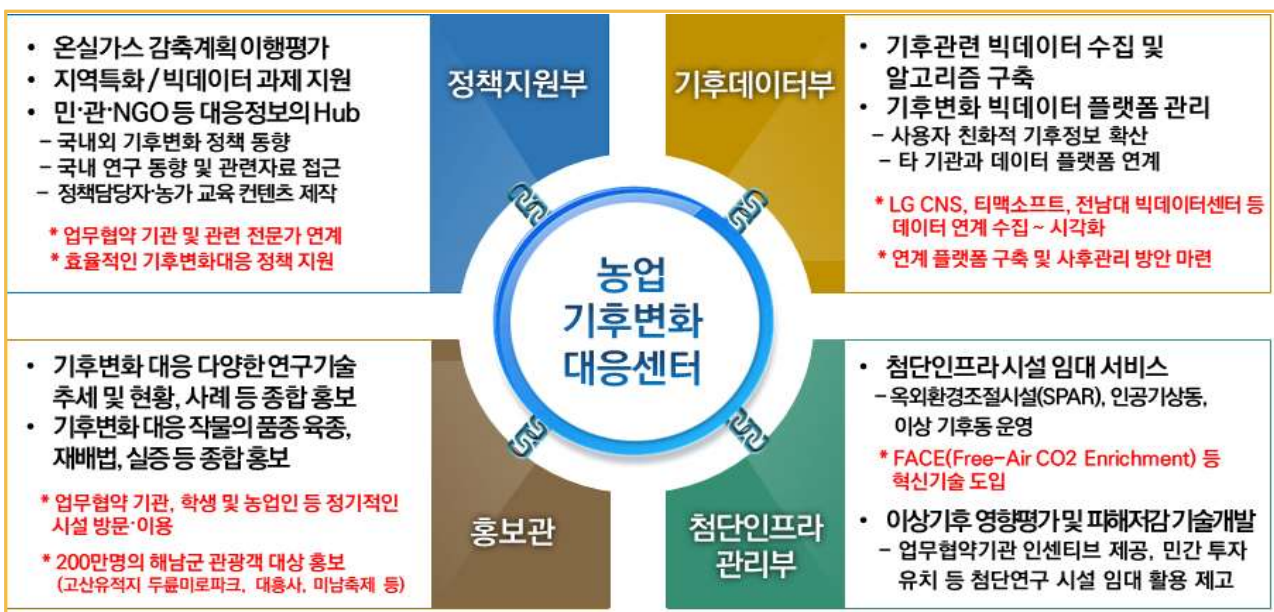 • 온실가스 감축계획 이행평가
• 지역특화 / 빅데이터 과제 지원
• 민·관·NGO 등 대응정보의 Hub
– 국내외 기후변화 정책 동향
– 국내 연구 동향 및 관련자료 접근
– 정책담당자·농가 교육 컨텐츠 제작
* 업무협약 기관 및 관련 전문가 연계
* 효율적인 기후변화대응 정책 지원
정책지원부
기후데이터부
• 기후관련 빅데이터 수집 및
알고리즘 구축
• 기후변화 빅데이터 플랫폼 관리
– 사용자 친화적 기후정보 확산
– 타 기관과 데이터 플랫폼 연계
* LG CNS, 티맥소프트, 전남대 빅데이터센터 등
데이터 연계 수집 ~ 시각화
* 연계 플랫폼 구축 및 사후관리 방안 마련
농업
기후변화
대응센터
• 기후변화 대응 다양한 연구기술
추세 및 현황, 사례 등 종합 홍보
• 기후변화 대응 작물의 품종 육종,
재배법, 실증 등 종합 홍보
* 업무협약 기관, 학생 및 농업인 등 정기적인
시설 방문·이용
* 200만명의 해남군 관광객 대상 홍보
(고산유적지 두륜미로파크, 대흥사, 미남축제 등)
홍보관
첨단인프라
관리부
• 첨단인프라 시설 임대 서비스
– 옥외환경조절시설(SPAR), 인공기상동,
이상 기후동 운영
* FACE(Free-Air CO2 Enrichment) 등
혁신기술 도입
• 이상기후 영향평가 및 피해저감 기술개발
– 업무협약기관 인센티브 제공, 민간 투자
유치 등 첨단연구 시설 임대 활용 제고